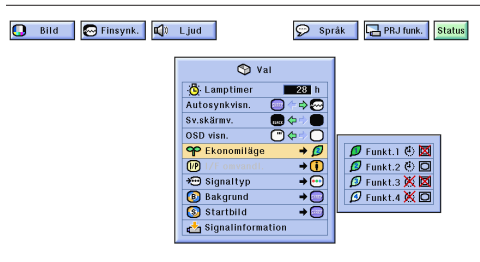 Bild Finsynk. Ljud Språk PRJ funk. Status
Val
Lamptimer 28 h
Autosynkvisn.
Sv.skärmv.
OSD visn.
Ekonomiläge
I/P
Signaltyp
Bakgrund
Startbild
Signalinformation
Funkt.1
Funkt.2
Funkt.3
Funkt.4